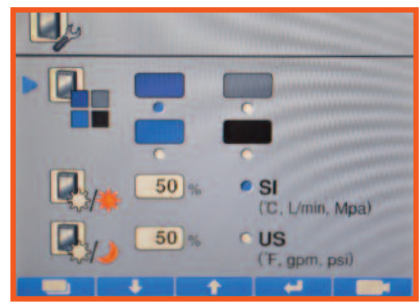 50 % SI
(°C, L/min, Mpa)
50 % US
(°F, gpm, psi)